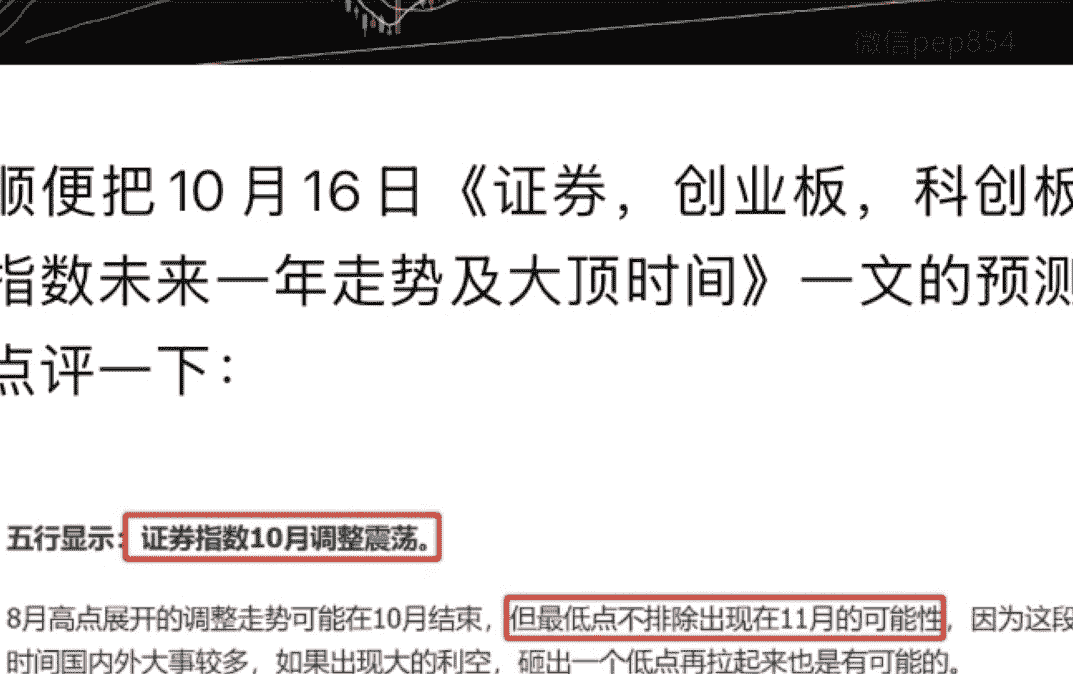 微信pep854
顺便把10月16日《证券，创业板，科创板
指数未来一年走势及大顶时间》一文的预测
点评一下：
五行显示：证券指数10月调整震荡。
8月高点展开的调整走势可能在10月结束，但最低点不排除出现在11月的可能性，因为这段
时间国内外大事较多，如果出现大的利空，砸出一个低点再拉起来也是有可能的。